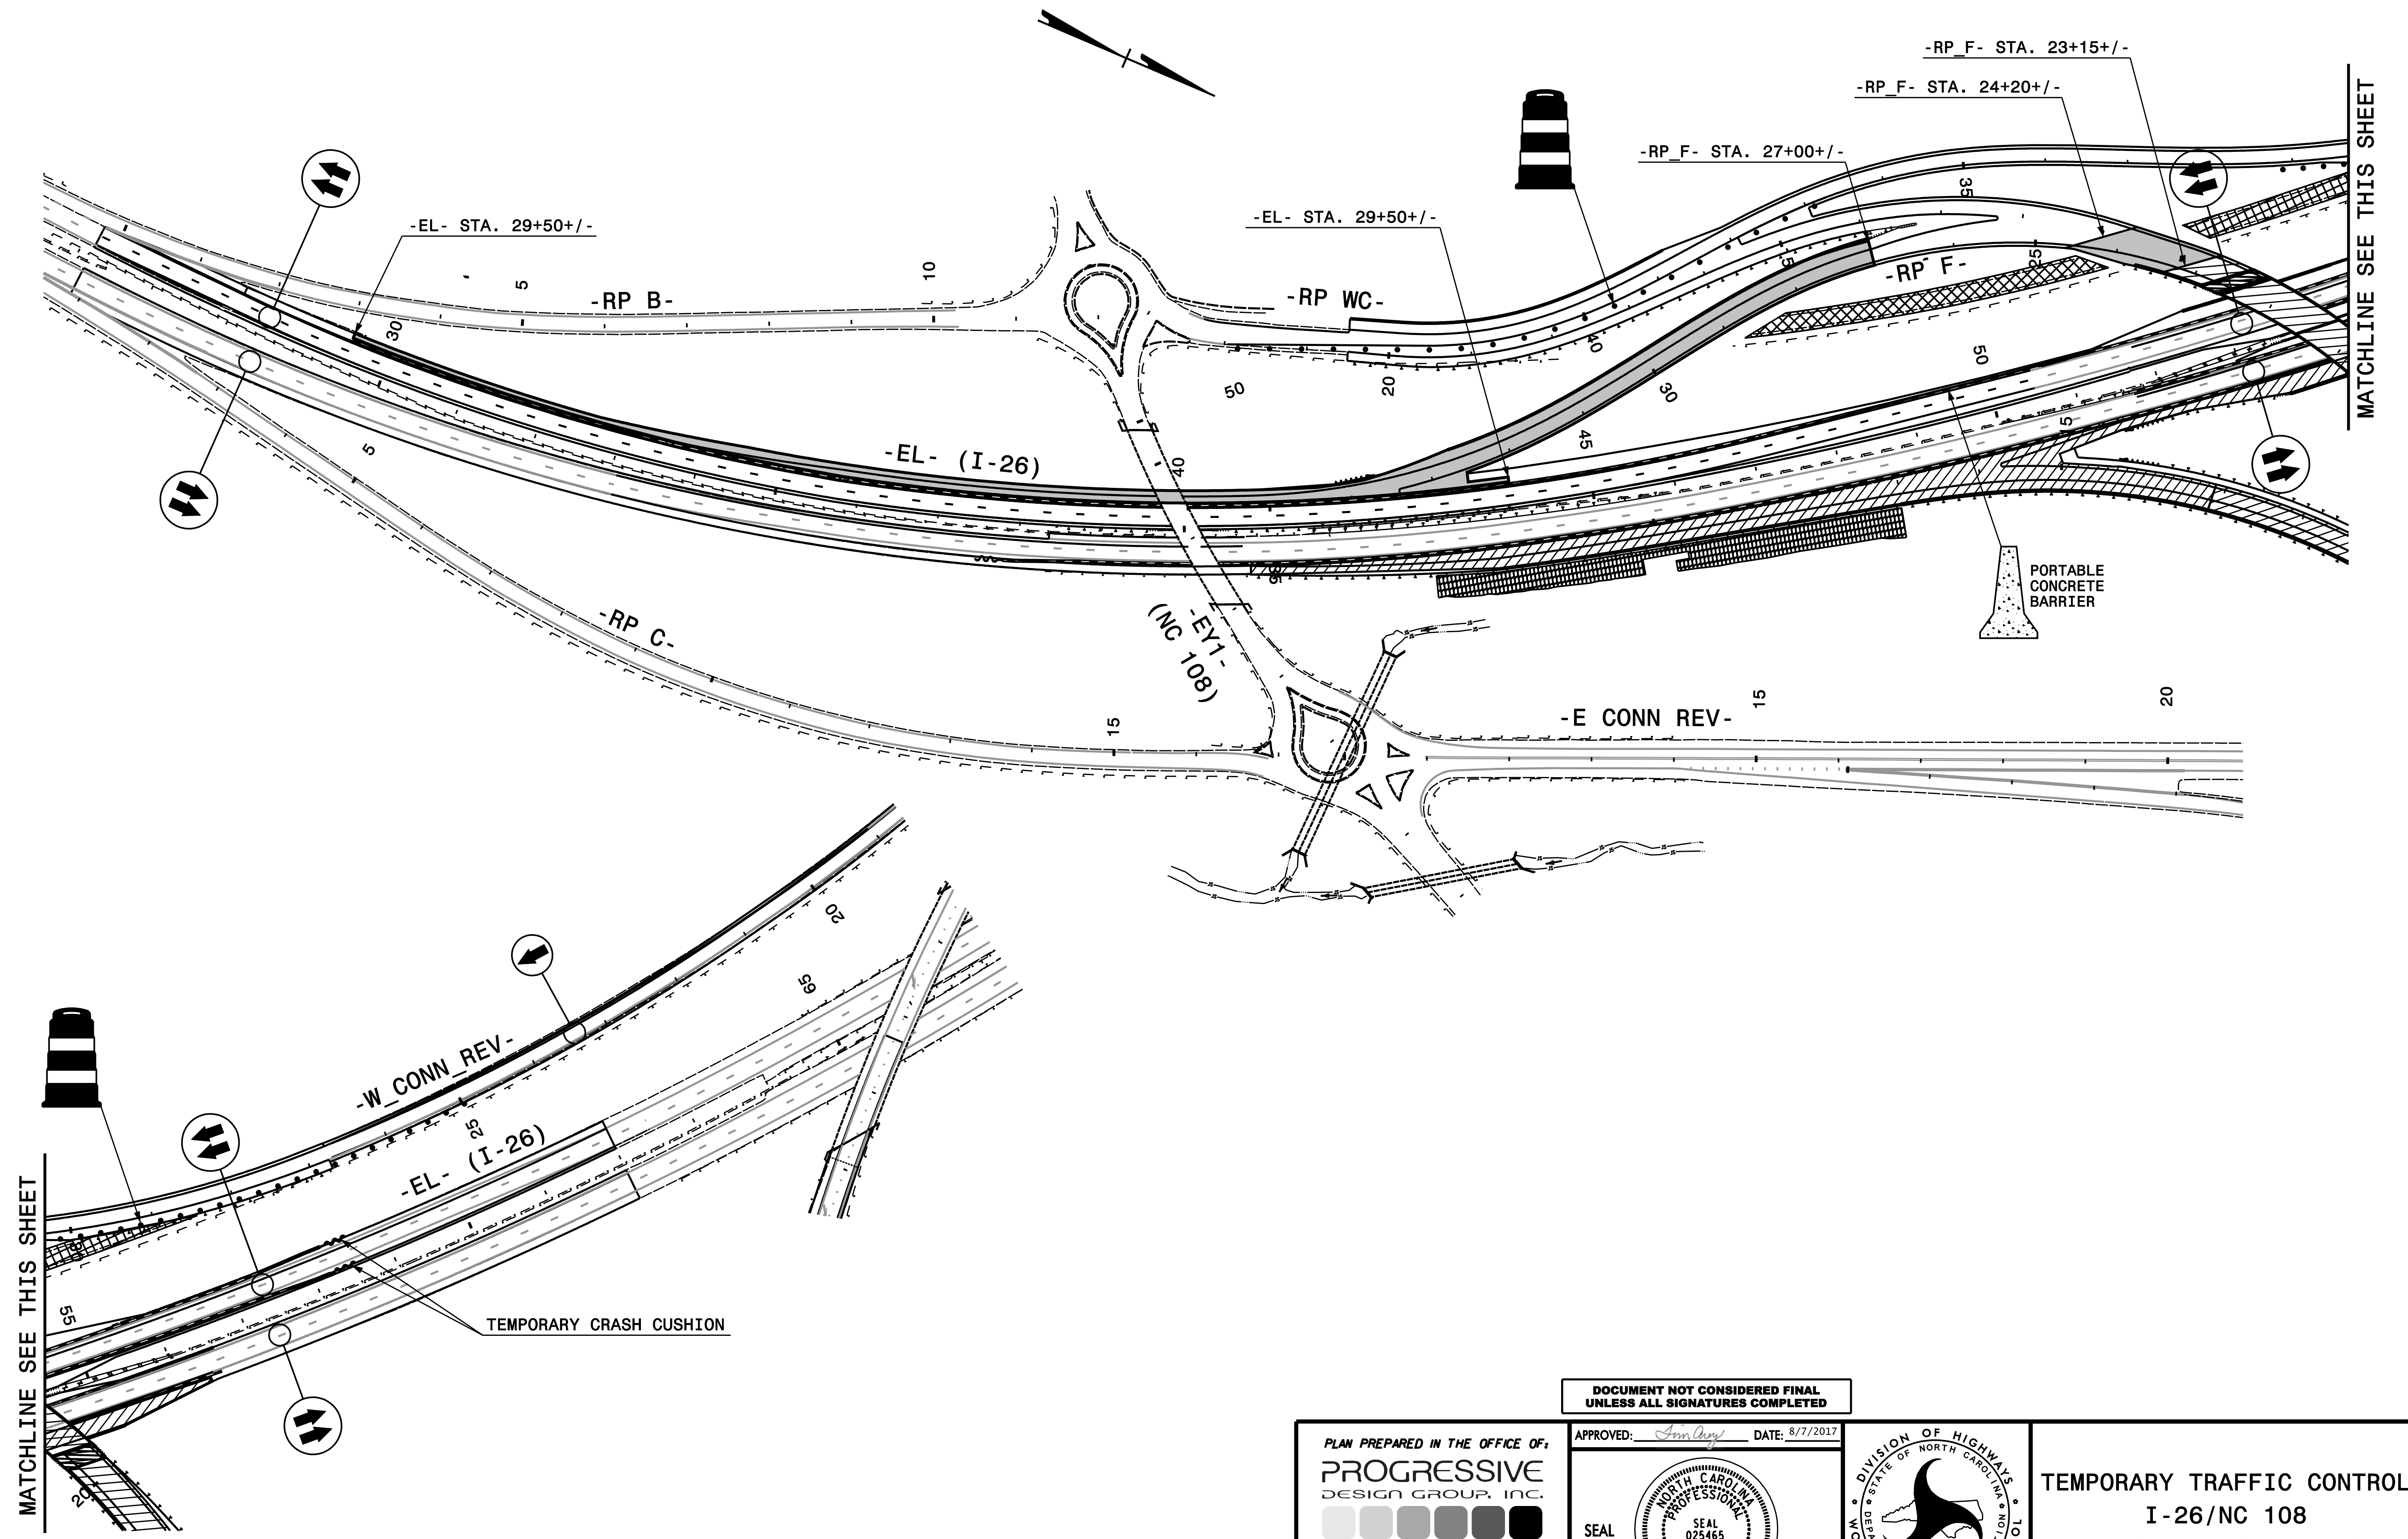 -RP_F- STA. 23+15+/-
-RP_F- STA. 24+20+/-
-RP_F- STA. 27+00+/-
MATCHLINE SEE THIS SHEET
-EL- STA. 29+50+/-
-EL- STA. 29+50+/-
35
5
10
-RP B-
-RP WC-
-RP F-
25
30
40
50
20
30
50
45
5
-EL- (I-26)
40
15
35
PORTABLE
CONCRETE
BARRIER
-RP C-
-EY1-
(NC 108)
15
-E CONN REV-
15
20
20
65
-W_CONN_REV-
25
-EL- (I-26)
MATCHLINE SEE THIS SHEET
55
TEMPORARY CRASH CUSHION
20
DOCUMENT NOT CONSIDERED FINAL
UNLESS ALL SIGNATURES COMPLETED
PLAN PREPARED IN THE OFFICE OF:
PROGRESSIVE
DESIGN GROUP, INC.
APPROVED: DATE: 8/7/2017
SEAL
NORTH CAROLINA
PROFESSIONAL
SEAL
025465
DIVISION OF HIGHWAYS
STATE OF NORTH CAROLINA
TEMPORARY TRAFFIC CONTROL
I-26/NC 108